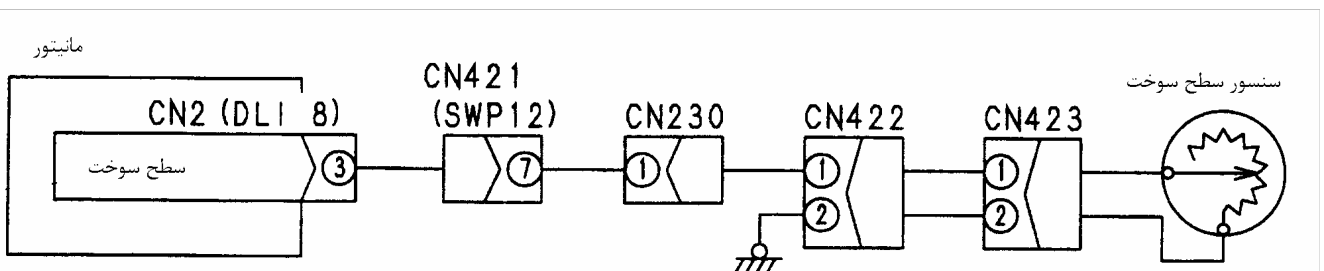 مانیتور
CN2 (DLI 8)
سطح سوخت
3
CN421
(SWP12)
7
CN230
1
CN422
1
2
CN423
1
2
سنسور سطح سوخت